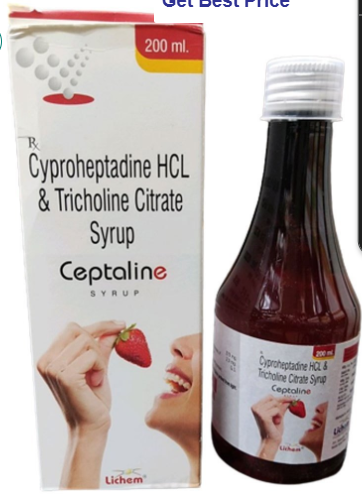 Get Best Price
200 ml.
Rx
Cyproheptadine HCL
& Tricholine Citrate
Syrup
Ceptaline
SYRUP
Lichem®
200 ml.
Cyproheptadine HCL &
Tricholine Citrate Syrup
Ceptaline